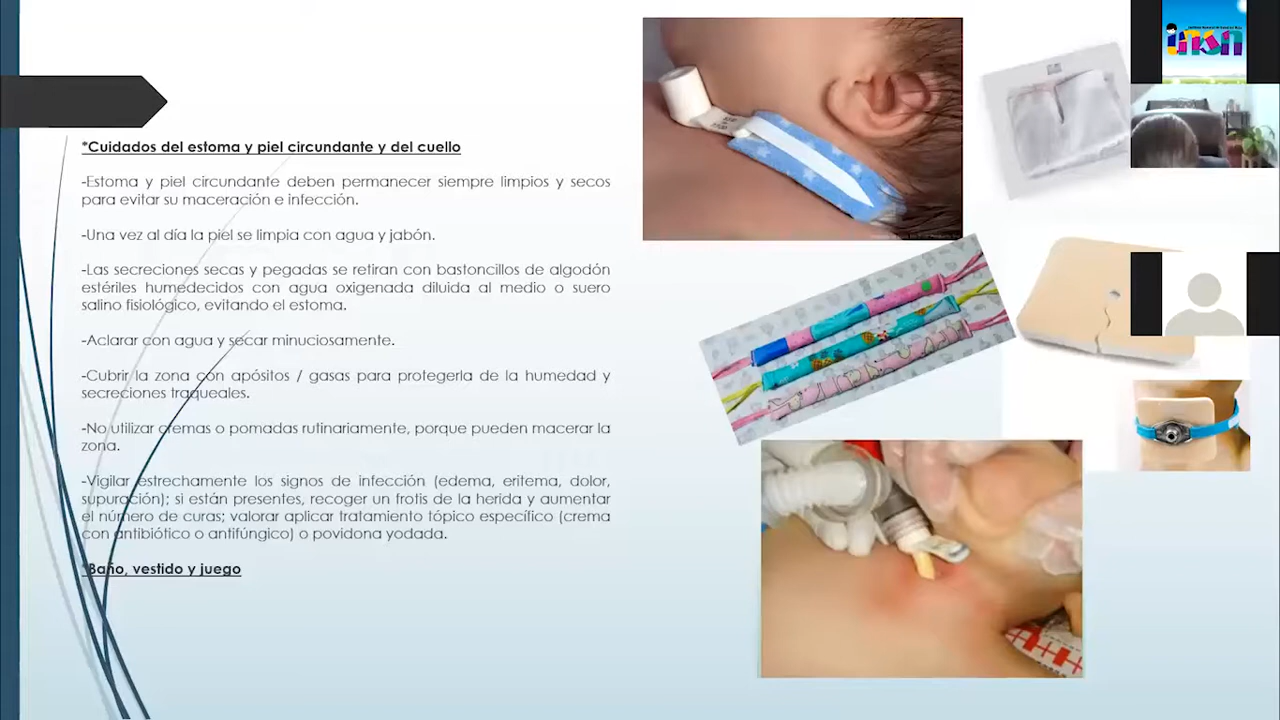 *Cuidados del estoma y piel circundante y del cuello
-Estoma y piel circundante deben permanecer siempre limpios y secos
para evitar su maceración e infección.
-Una vez al día la piel se limpia con agua y jabón.
-Las secreciones secas y pegadas se retiran con bastoncillos de algodón
estériles humedecidos con agua oxigenada diluida al medio o suero
salino fisiológico, evitando el estoma.
-Aclarar con agua y secar minuciosamente.
-Cubrir la zona con apósitos / gasas para protegerla de la humedad y
secreciones traqueales.
-No utilizar cremas o pomadas rutinariamente, porque pueden macerar la
zona.
-Vigilar estrechamente los signos de infección (edema, eritema, dolor,
supuración); si están presentes, recoger un frotis de la herida y aumentar
el número de curas; valorar aplicar tratamiento tópico específico (crema
con antibiótico o antifúngico) o povidona yodada.
*Baño, vestido y juego
insn